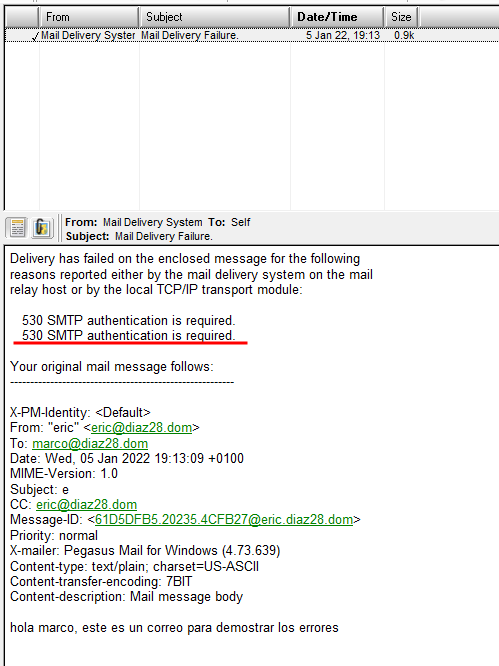 From Subject Date/Time Size
Mail Delivery System Mail Delivery Failure. 5 Jan 22, 19:13 0.9k
From: Mail Delivery System To: Self
Subject: Mail Delivery Failure.
Delivery has failed on the enclosed message for the following
reasons reported either by the mail delivery system on the mail
relay host or by the local TCP/IP transport module:
530 SMTP authentication is required.
530 SMTP authentication is required.
Your original mail message follows:
--------------------------------------------------------
X-PM-Identity: <Default>
From: "eric" <eric@diaz28.dom>
To: marco@diaz28.dom
Date: Wed, 05 Jan 2022 19:13:09 +0100
MIME-Version: 1.0
Subject: e
CC: eric@diaz28.dom
Message-ID: <61D5DFB5.20235.4CFB27@eric.diaz28.dom>
Priority: normal
X-mailer: Pegasus Mail for Windows (4.73.639)
Content-type: text/plain; charset=US-ASCII
Content-transfer-encoding: 7BIT
Content-description: Mail message body
hola marco, este es un correo para demostrar los errores